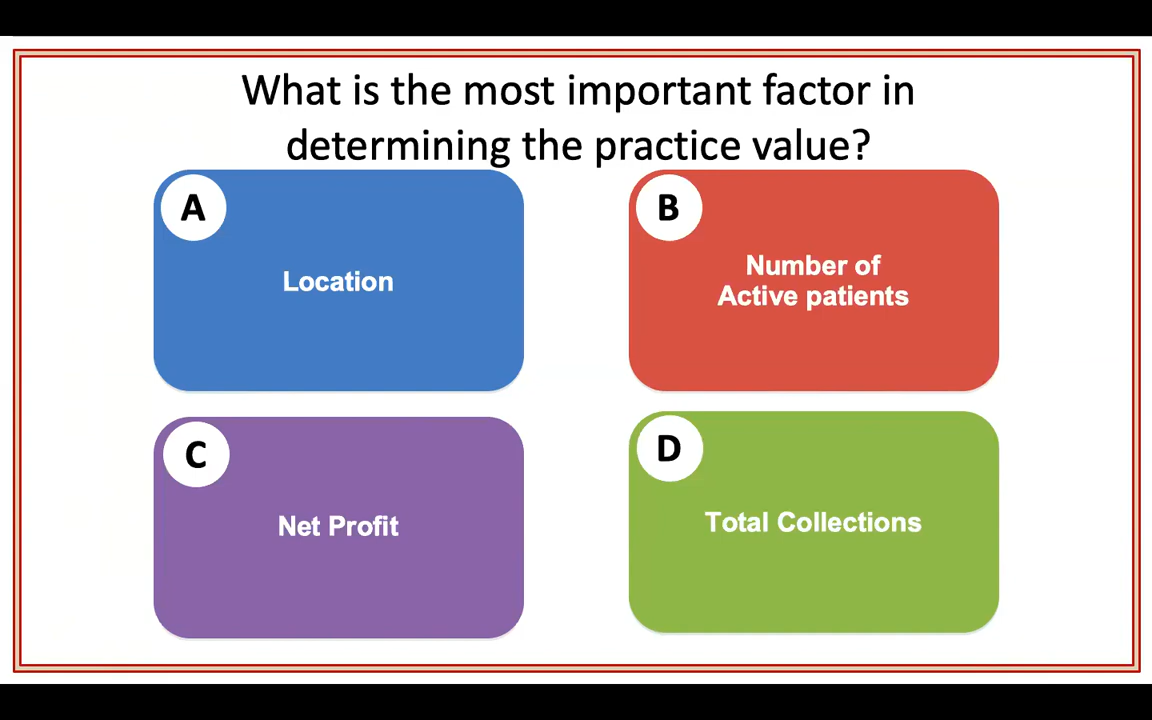 What is the most important factor in
determining the practice value?
A
Location
B
Number of
Active patients
C
Net Profit
D
Total Collections